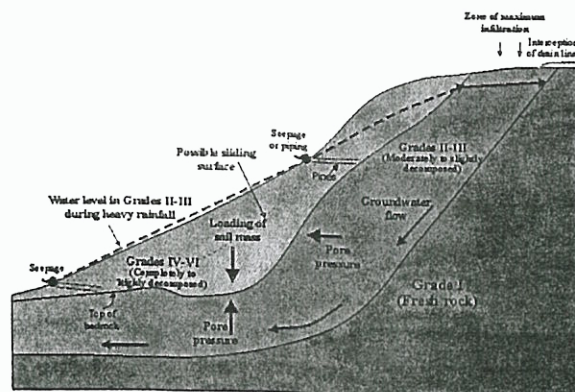 Zone of maximum
infiltration
Interception
of drain line
Seepage
or piping
Possible sliding
surface
Grades II-III
(Moderately to slightly
decomposed)
Water level in Grades II-III
during heavy rainfall
Loading of
soil mass
Groundwater
flow
Seepage
Grades IV-VI
(Completely to
highly decomposed)
Pore
pressure
Grade I
(Fresh rock)
Top of
bedrock
Pore
pressure